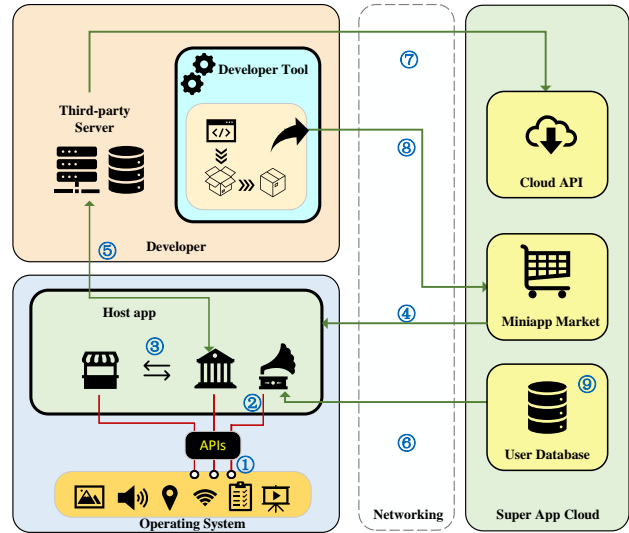 ⑦
Developer Tool
Third-party
Server
</>
⑧
Cloud API
Developer
⑤
Host app
④
Miniapp Market
③
②
⑨
APIs
①
⑥
User Database
Operating System
Networking
Super App Cloud